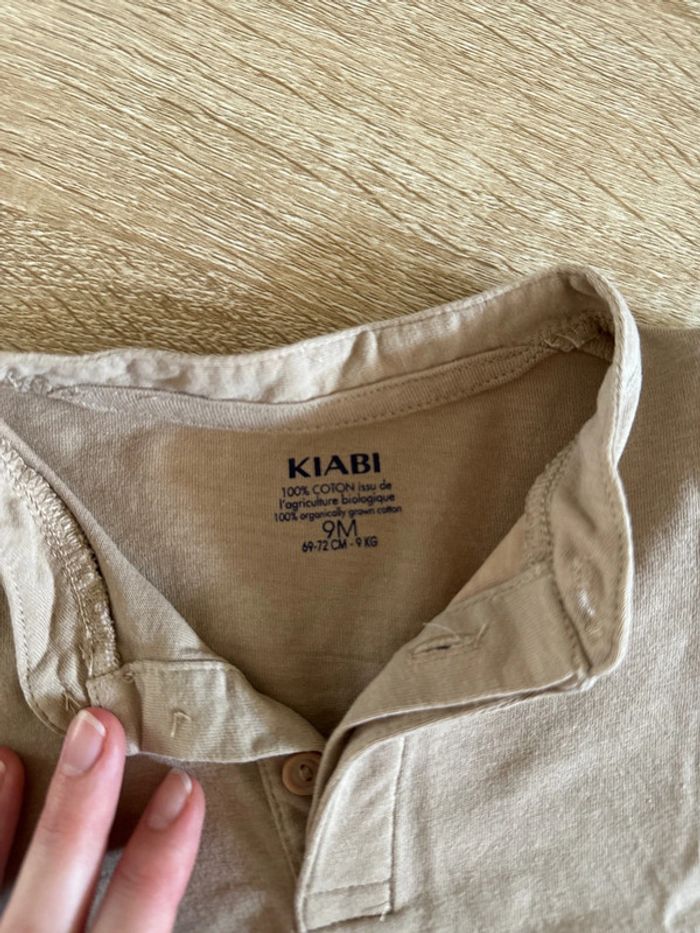 KIABI
100% COTON issu de
l'agriculture biologique
100% organically grown cotton
9M
69-72 CM - 9 KG